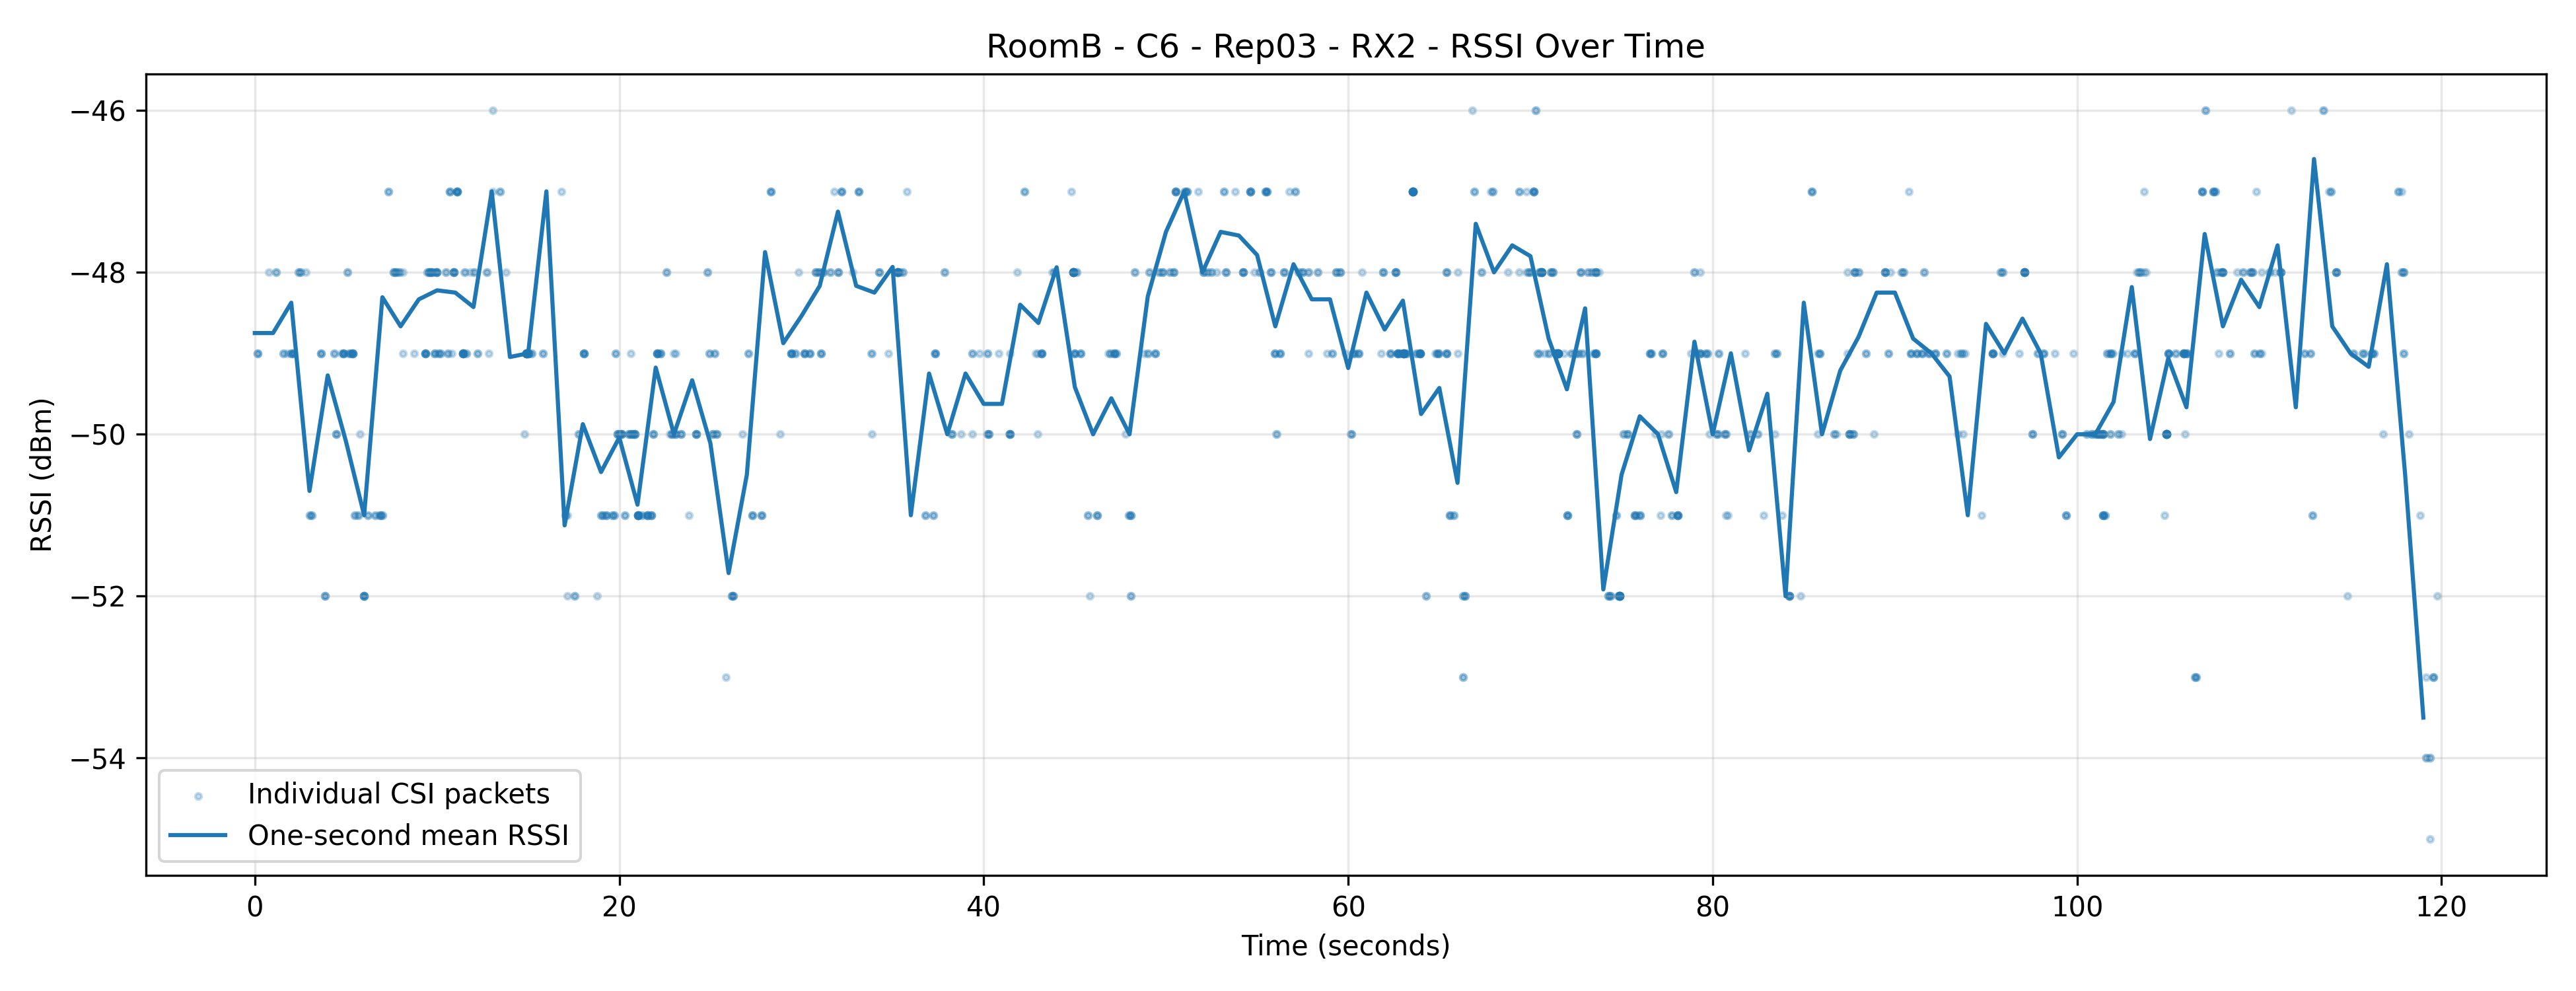 RoomB - C6 - Rep03 - RX2 - RSSI Over Time
RSSI (dBm)
−46
−48
−50
−52
−54
Individual CSI packets
One-second mean RSSI
0 20 40 60 80 100 120
Time (seconds)